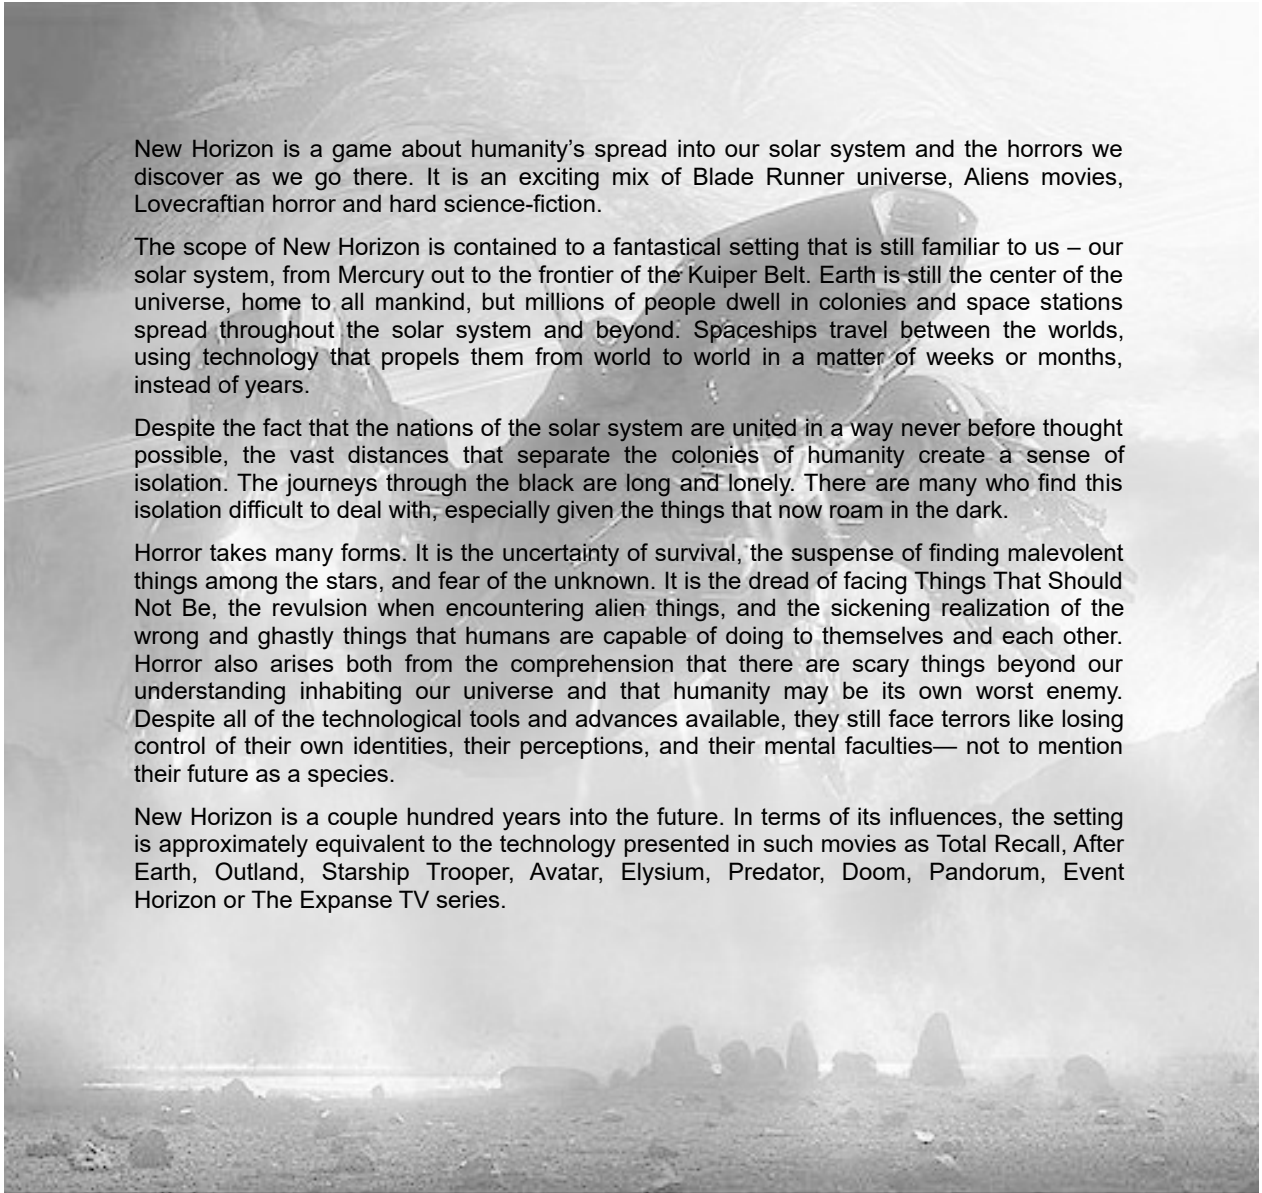 New Horizon is a game about humanity’s spread into our solar system and the horrors we
discover as we go there. It is an exciting mix of Blade Runner universe, Aliens movies,
Lovecraftian horror and hard science-fiction.
The scope of New Horizon is contained to a fantastical setting that is still familiar to us – our
solar system, from Mercury out to the frontier of the Kuiper Belt. Earth is still the center of the
universe, home to all mankind, but millions of people dwell in colonies and space stations
spread throughout the solar system and beyond. Spaceships travel between the worlds,
using technology that propels them from world to world in a matter of weeks or months,
instead of years.
Despite the fact that the nations of the solar system are united in a way never before thought
possible, the vast distances that separate the colonies of humanity create a sense of
isolation. The journeys through the black are long and lonely. There are many who find this
isolation difficult to deal with, especially given the things that now roam in the dark.
Horror takes many forms. It is the uncertainty of survival, the suspense of finding malevolent
things among the stars, and fear of the unknown. It is the dread of facing Things That Should
Not Be, the revulsion when encountering alien things, and the sickening realization of the
wrong and ghastly things that humans are capable of doing to themselves and each other.
Horror also arises both from the comprehension that there are scary things beyond our
understanding inhabiting our universe and that humanity may be its own worst enemy.
Despite all of the technological tools and advances available, they still face terrors like losing
control of their own identities, their perceptions, and their mental faculties— not to mention
their future as a species.
New Horizon is a couple hundred years into the future. In terms of its influences, the setting
is approximately equivalent to the technology presented in such movies as Total Recall, After
Earth, Outland, Starship Trooper, Avatar, Elysium, Predator, Doom, Pandorum, Event
Horizon or The Expanse TV series.